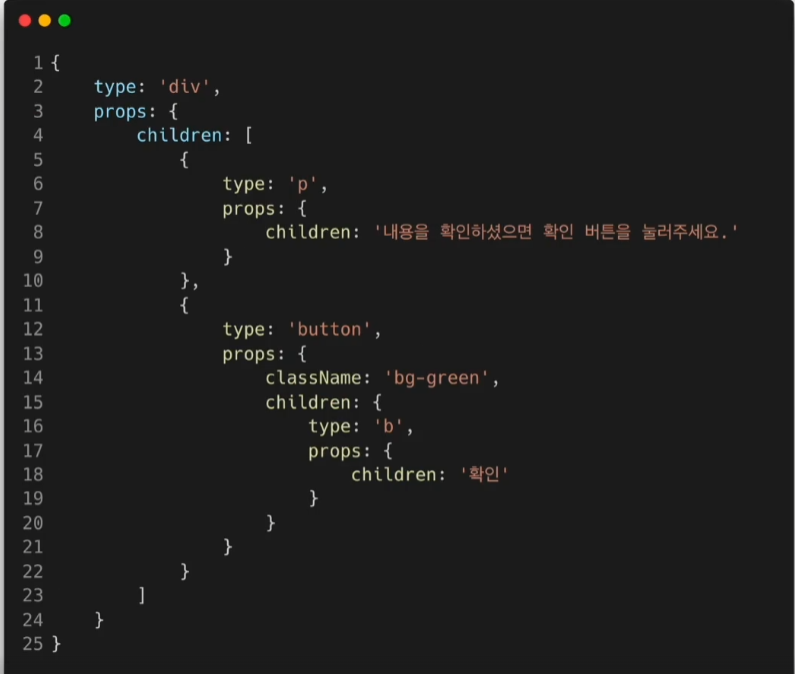 1 {
2     type: 'div',
3     props: {
4         children: [
5             {
6                 type: 'p',
7                 props: {
8                     children: '내용을 확인하셨으면 확인 버튼을 눌러주세요.'
9                 }
10             },
11             {
12                 type: 'button',
13                 props: {
14                     className: 'bg-green',
15                     children: {
16                         type: 'b',
17                         props: {
18                             children: '확인'
19                         }
20                     }
21                 }
22             }
23         ]
24     }
25 }